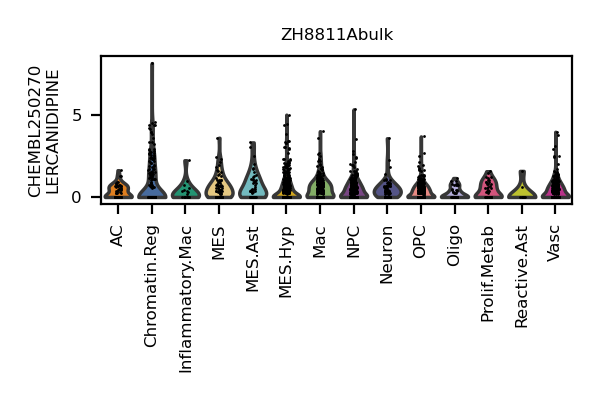 ZH8811Abulk
CHEMBL250270
LERCANIDIPINE
5
0
AC
Chromatin.Reg
Inflammatory.Mac
MES
MES.Ast
MES.Hyp
Mac
NPC
Neuron
OPC
Oligo
Prolif.Metab
Reactive.Ast
Vasc